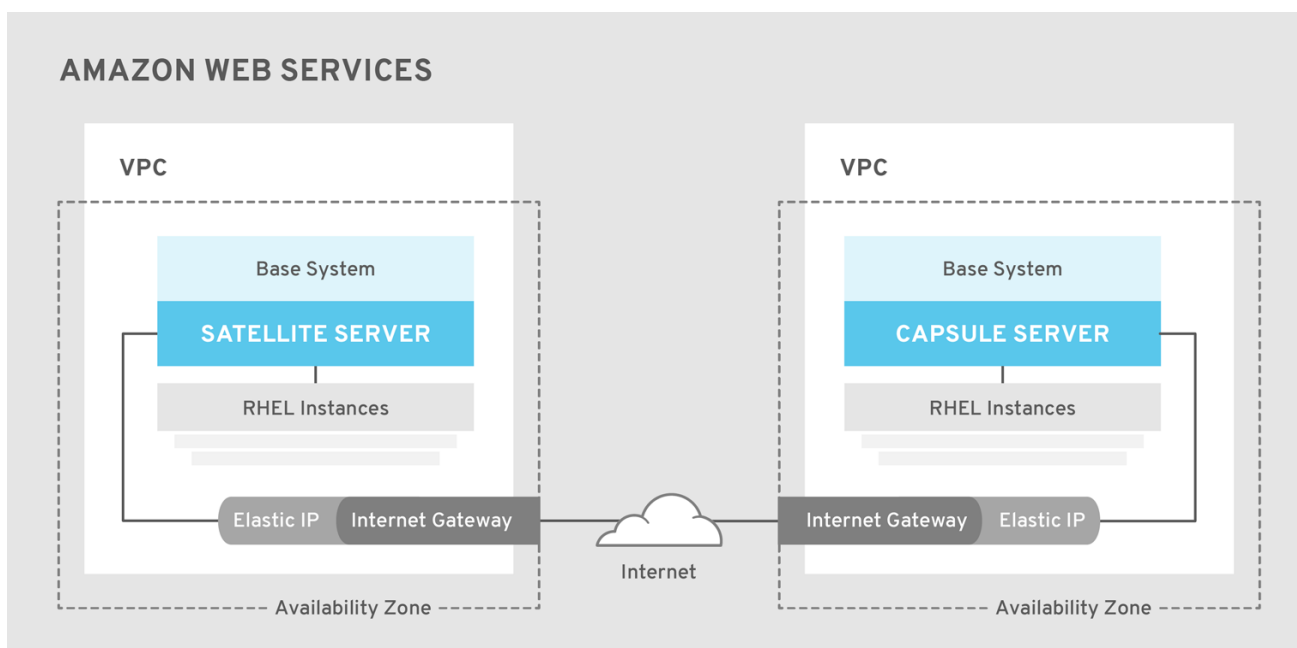 AMAZON WEB SERVICES
VPC
Base System
SATELLITE SERVER
RHEL Instances
Elastic IP
Internet Gateway
Availability Zone
Internet
VPC
Base System
CAPSULE SERVER
RHEL Instances
Internet Gateway
Elastic IP
Availability Zone